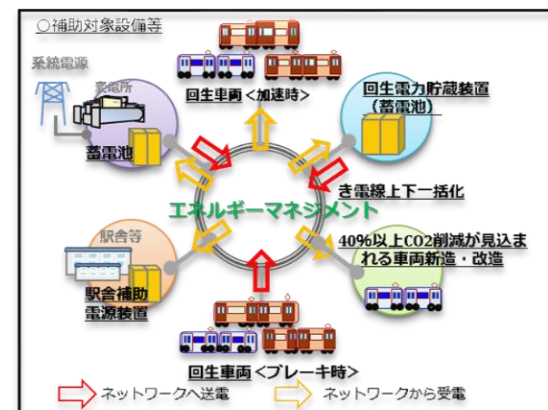 ○補助対象設備等
系統電源
変電所
蓄電池
回生車両<加速時>
回生電力貯蔵装置
（蓄電池）
き電線上下一括化
エネルギーマネジメント
駅舎等
駅舎補助
電源装置
40%以上CO2削減が見込ま
れる車両新造・改造
回生車両<ブレーキ時>
ネットワークへ送電
ネットワークから受電